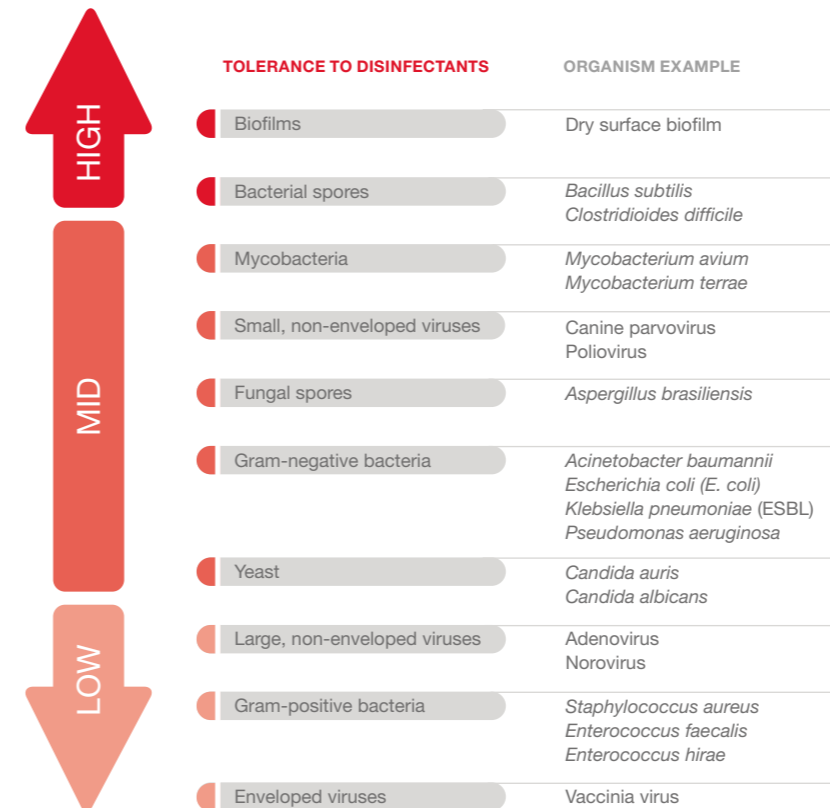 HIGH
MID
LOW
TOLERANCE TO DISINFECTANTS
ORGANISM EXAMPLE
Biofilms
Dry surface biofilm
Bacterial spores
Bacillus subtilis
Clostridioides difficile
Mycobacteria
Mycobacterium avium
Mycobacterium terrae
Small, non-enveloped viruses
Canine parvovirus
Poliovirus
Fungal spores
Aspergillus brasiliensis
Gram-negative bacteria
Acinetobacter baumannii
Escherichia coli (E. coli)
Klebsiella pneumoniae (ESBL)
Pseudomonas aeruginosa
Yeast
Candida auris
Candida albicans
Large, non-enveloped viruses
Adenovirus
Norovirus
Gram-positive bacteria
Staphylococcus aureus
Enterococcus faecalis
Enterococcus hirae
Enveloped viruses
Vaccinia virus